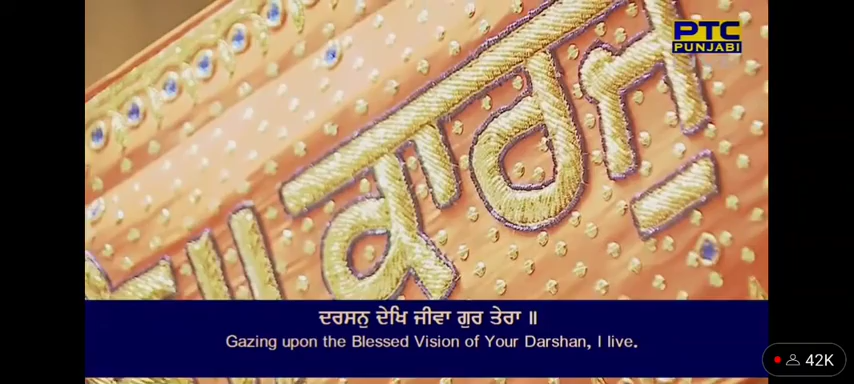 PTC
PUNJABI
ਦਰਸਨੁ ਦੇਖਿ ਜੀਵਾ ਗੁਰ ਤੇਰਾ ॥
Gazing upon the Blessed Vision of Your Darshan, I live.
42K